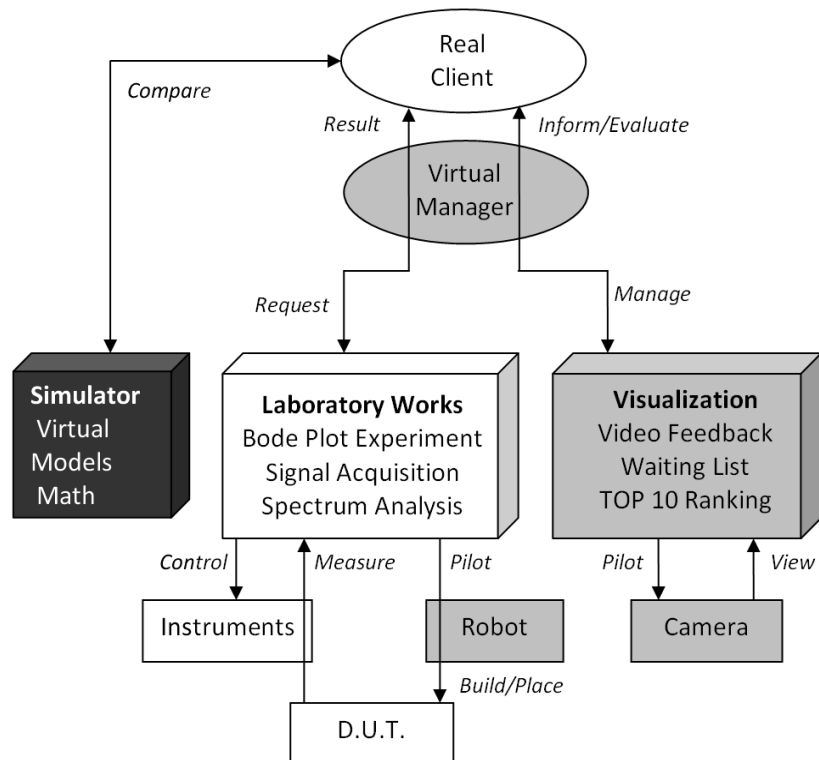 Real
Client
Compare
Result
Inform/Evaluate
Virtual
Manager
Request
Manage
Simulator
Virtual
Models
Math
Laboratory Works
Bode Plot Experiment
Signal Acquisition
Spectrum Analysis
Visualization
Video Feedback
Waiting List
TOP 10 Ranking
Control
Measure
Pilot
Pilot
View
Instruments
Robot
Camera
Build/Place
D.U.T.